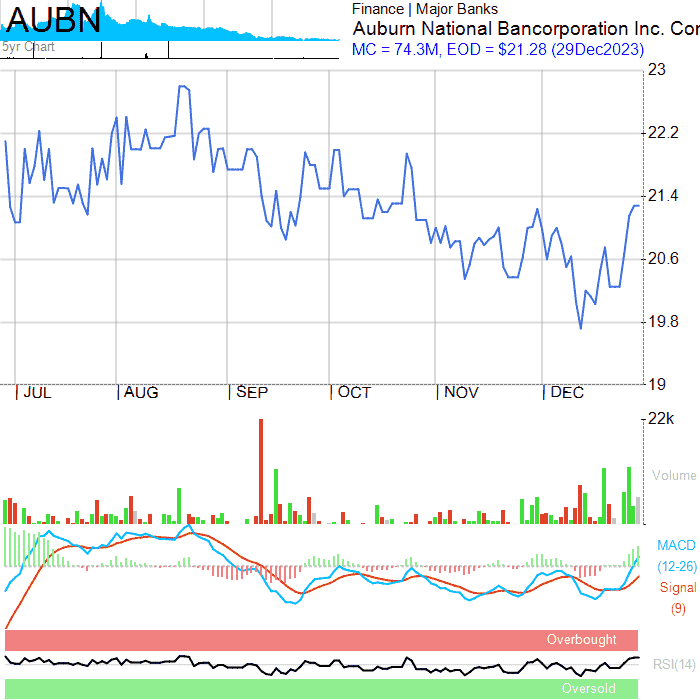 AUBN
5yr Chart
Finance | Major Banks
Auburn National Bancorporation Inc. Cor
MC = 74.3M, EOD = $21.28 (29Dec2023)
23
22.2
21.4
20.6
19.8
19
JUL AUG SEP OCT NOV DEC
22k
Volume
MACD
(12-26)
Signal
(9)
Overbought
RSI(14)
Oversold